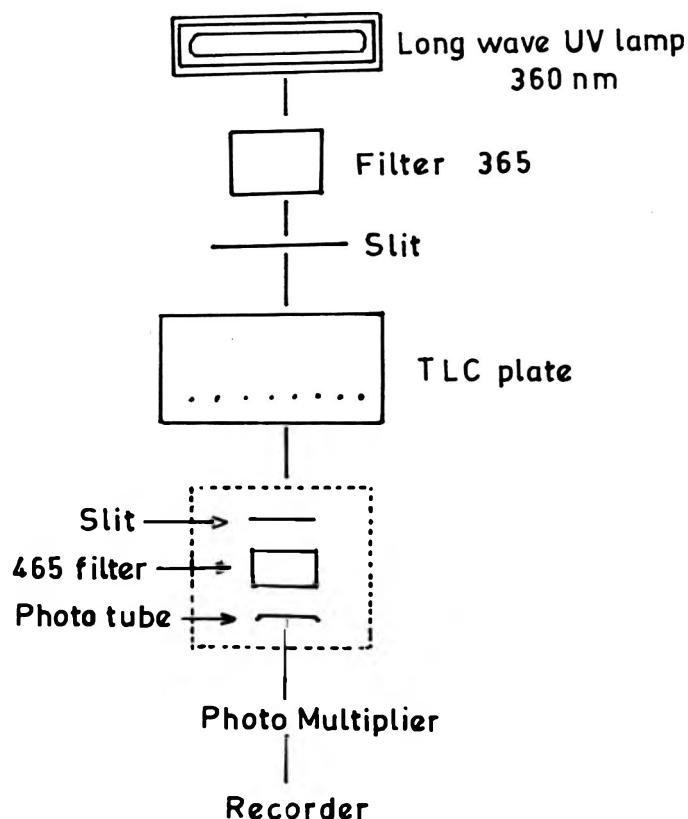 Long wave UV lamp
360 nm
Filter 365
Slit
TLC plate
Slit
465 filter
Photo tube
Photo Multiplier
Recorder